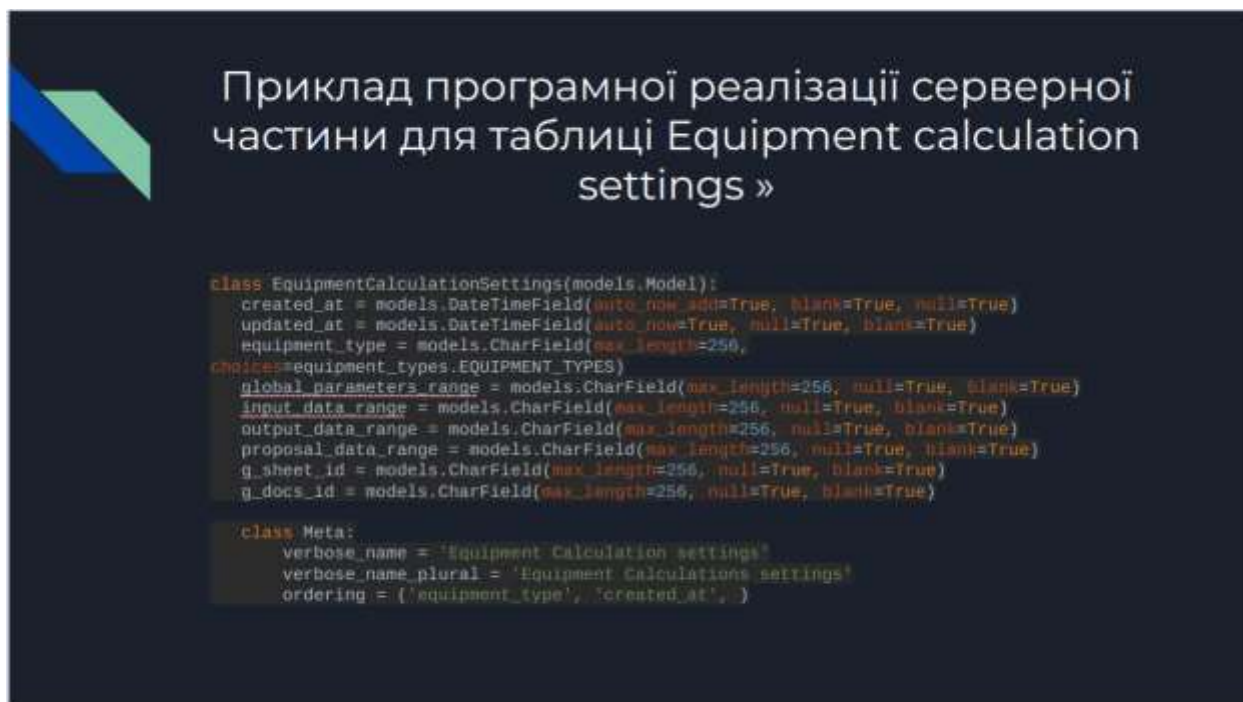 Приклад програмної реалізації серверної
частини для таблиці Equipment calculation
settings »
class EquipmentCalculationSettings(models.Model):
created_at = models.DateTimeField(auto_now_add=True, blank=True, null=True)
updated_at = models.DateTimeField(auto_now=True, null=True, blank=True)
equipment_type = models.CharField(max_length=256,
choices=equipment_types.EQUIPMENT_TYPES)
global_parameters_range = models.CharField(max_length=256, null=True, blank=True)
input_data_range = models.CharField(max_length=256, null=True, blank=True)
output_data_range = models.CharField(max_length=256, null=True, blank=True)
proposal_data_range = models.CharField(max_length=256, null=True, blank=True)
g_sheet_id = models.CharField(max_length=256, null=True, blank=True)
g_docs_id = models.CharField(max_length=256, null=True, blank=True)
class Meta:
verbose_name = 'Equipment Calculation settings'
verbose_name_plural = 'Equipment Calculations settings'
ordering = ('equipment_type', 'created_at', )